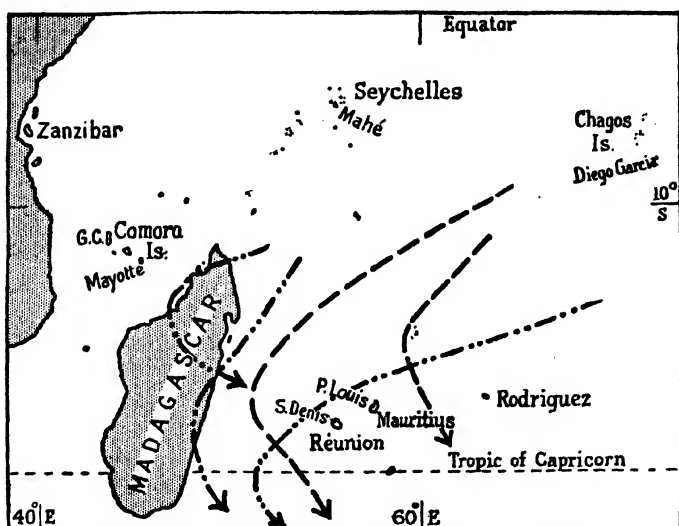 Equator
Seychelles
Mahé
Zanzibar
Chagos
Is.
Diego Garcia
10°
S
G.C. Comora
Is.
Mayotte
MADAGASCAR
P. Louis
Mauritius
S. Denis
Réunion
Rodriguez
Tropic of Capricorn
40° E
60° E